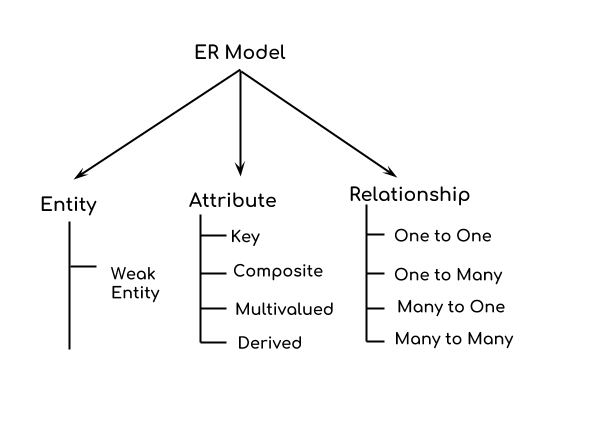 ER Model
Entity
Weak
Entity
Attribute
Key
Composite
Multivalued
Derived
Relationship
One to One
One to Many
Many to One
Many to Many